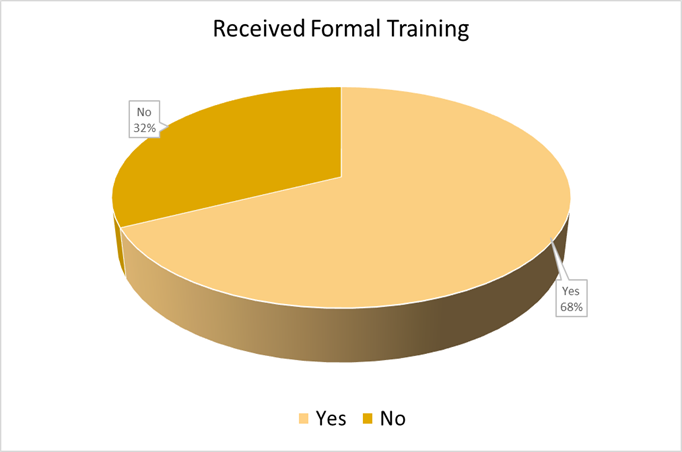 Received Formal Training
No
32%
Yes
68%
Yes No